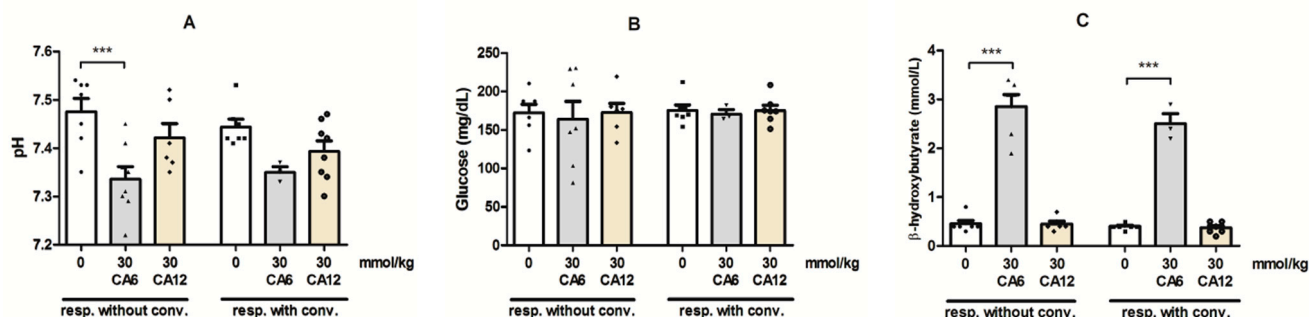 A
pH
7.6
7.5
7.4
7.3
7.2
***
0 30 30 0 30 30 mmol/kg
CA6 CA12 CA6 CA12
resp. without conv. resp. with conv.
B
Glucose (mg/dL)
250
200
150
100
50
0
0 30 30 0 30 30 mmol/kg
CA6 CA12 CA6 CA12
resp. without conv. resp. with conv.
C
β-hydroxybutyrate (mmol/L)
4
3
2
1
0
*** ***
0 30 30 0 30 30 mmol/kg
CA6 CA12 CA6 CA12
resp. without conv. resp. with conv.